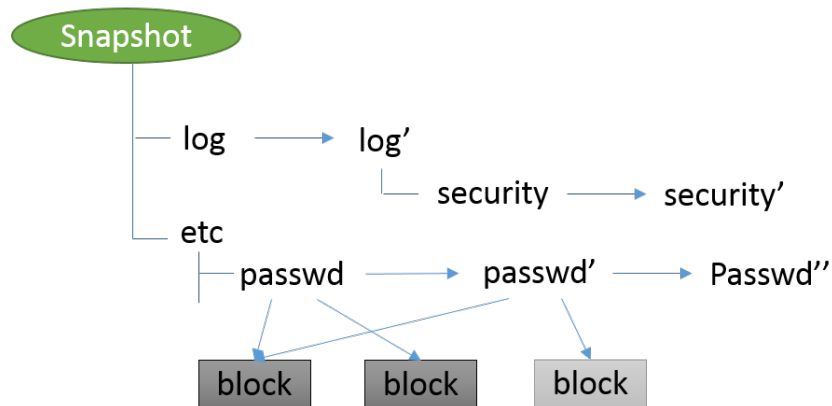 Snapshot
log log’
security security’
etc
passwd passwd’ Passwd’’
block block block